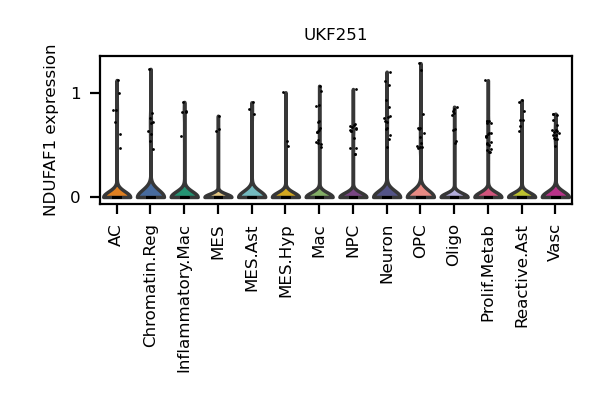 UKF251
NDUFAF1 expression
1
0
AC
Chromatin.Reg
Inflammatory.Mac
MES
MES.Ast
MES.Hyp
Mac
NPC
Neuron
OPC
Oligo
Prolif.Metab
Reactive.Ast
Vasc